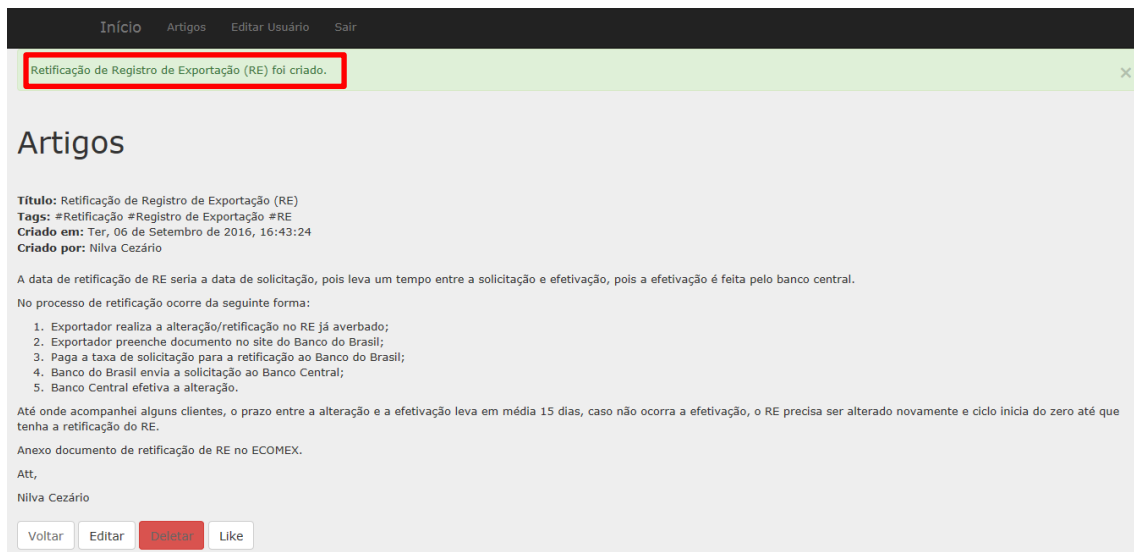 Início Artigos Editar Usuário Sair
Retificação de Registro de Exportação (RE) foi criado. ×
Artigos
Título: Retificação de Registro de Exportação (RE)
Tags: #Retificação #Registro de Exportação #RE
Criado em: Ter, 06 de Setembro de 2016, 16:43:24
Criado por: Nilva Cezário
A data de retificação de RE seria a data de solicitação, pois leva um tempo entre a solicitação e efetivação, pois a efetivação é feita pelo banco central.
No processo de retificação ocorre da seguinte forma:
1. Exportador realiza a alteração/retificação no RE já averbado;
2. Exportador preenche documento no site do Banco do Brasil;
3. Paga a taxa de solicitação para a retificação ao Banco do Brasil;
4. Banco do Brasil envia a solicitação ao Banco Central;
5. Banco Central efetiva a alteração.
Até onde acompanhei alguns clientes, o prazo entre a alteração e a efetivação leva em média 15 dias, caso não ocorra a efetivação, o RE precisa ser alterado novamente e ciclo inicia do zero até que
tenha a retificação do RE.
Anexo documento de retificação de RE no ECOMEX.
Att,
Nilva Cezário
Voltar Editar Deletar Like